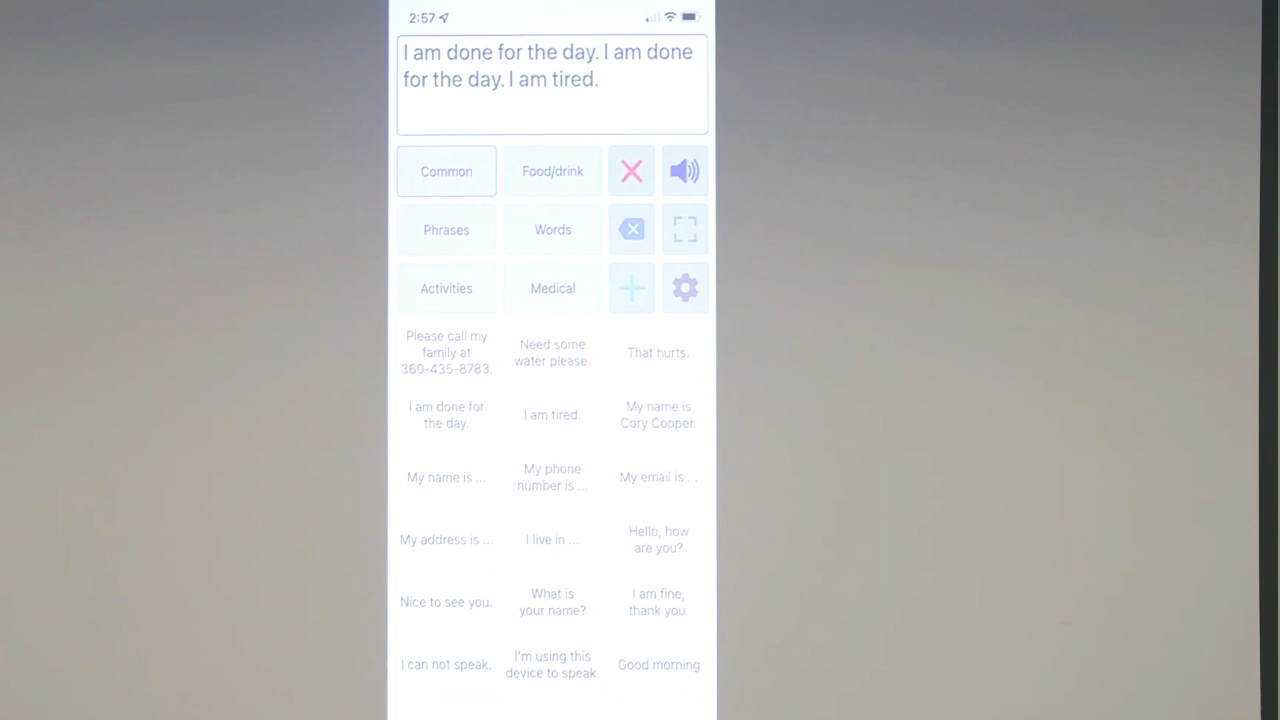 2:57
I am done for the day. I am done
for the day. I am tired.
Common
Food/drink
Phrases
Words
Activities
Medical
Please call my
family at
360-435-8783.
Need some
water please.
That hurts.
I am done for
the day.
I am tired.
My name is
Cory Cooper.
My name is ...
My phone
number is ...
My email is ...
My address is ...
I live in ...
Hello, how
are you?
Nice to see you.
What is
your name?
I am fine,
thank you.
I can not speak.
I'm using this
device to speak.
Good morning